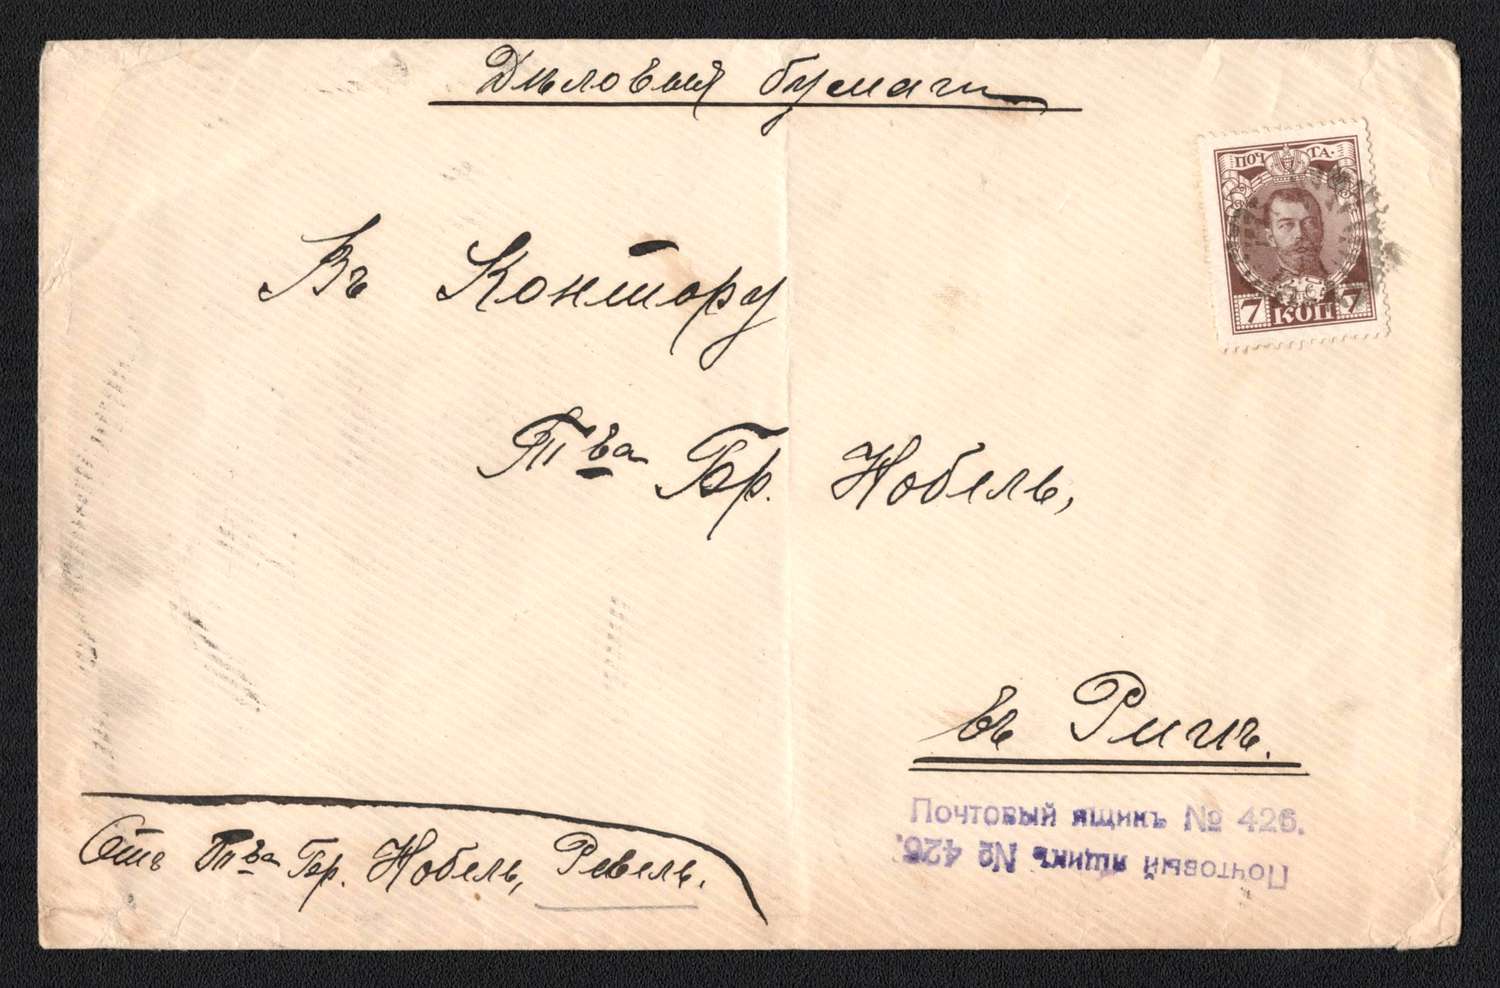 Дѣловыя бумаги
ПОЧТА.
7 КОП 7
Въ Контору
Т-ва Бр. Нобель,
въ Ригѣ.
Почтовый ящикъ № 426.
Почтовый ящикъ № 426.
Отъ Т-ва Бр. Нобель, Ревель.